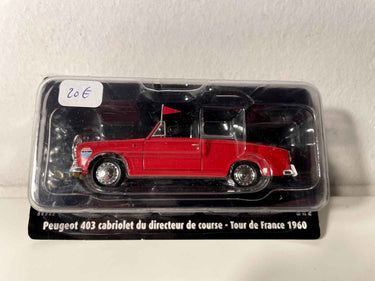 20€
Peugeot 403 cabriolet du directeur de course - Tour de France 1960